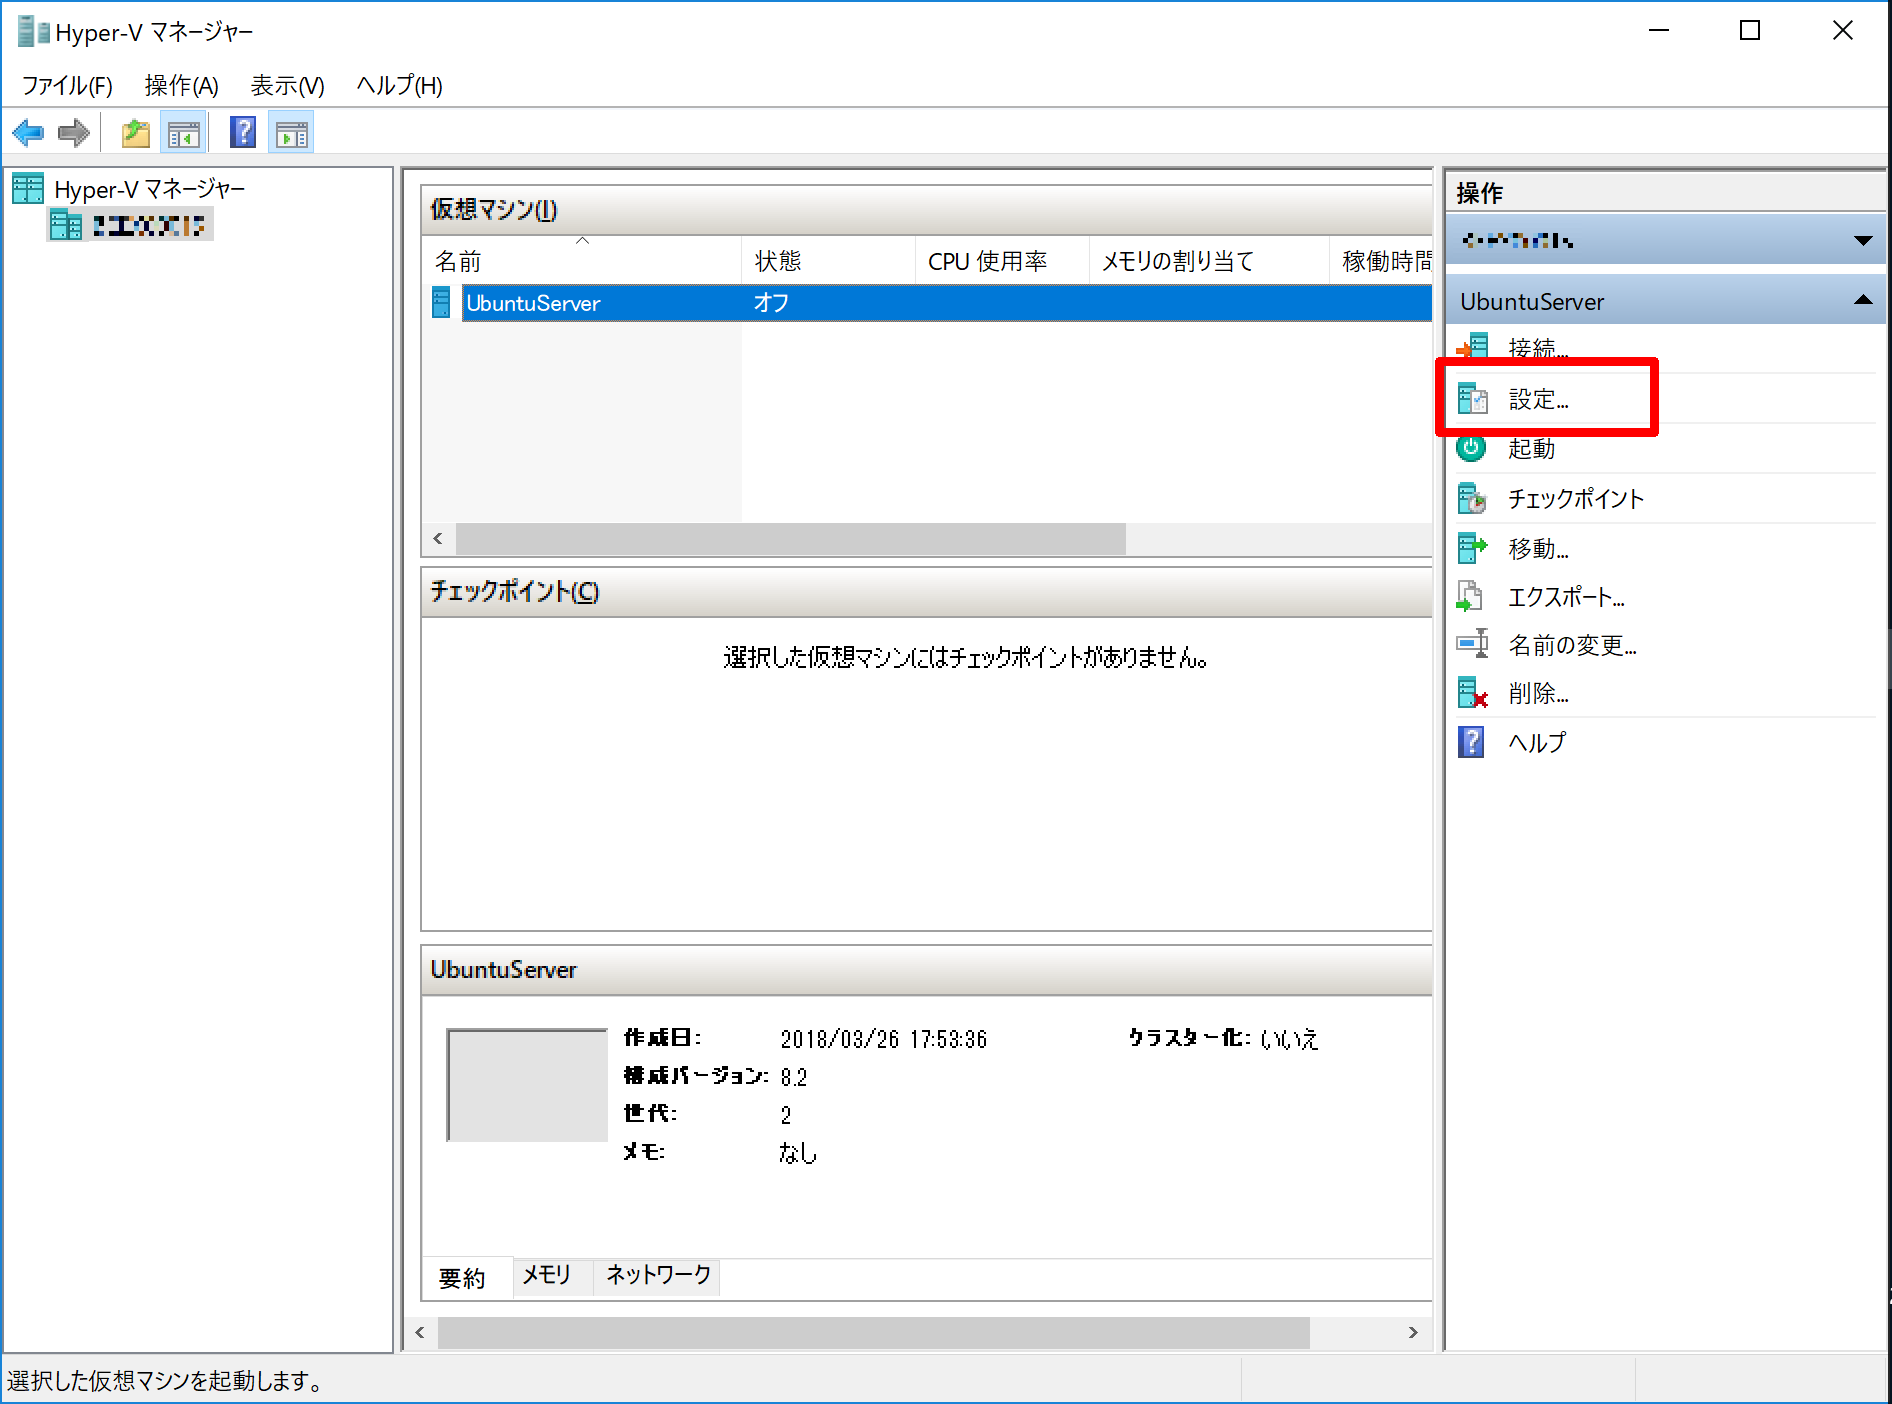 Hyper-V マネージャー
ファイル(F) 操作(A) 表示(V) ヘルプ(H)
Hyper-V マネージャー
仮想マシン(I)
名前 状態 CPU 使用率 メモリの割り当て 稼働時間
UbuntuServer オフ
チェックポイント(C)
選択した仮想マシンにはチェックポイントがありません。
UbuntuServer
作成日: 2018/03/26 17:53:36 クラスター化: いいえ
構成バージョン: 8.2
世代: 2
メモ: なし
要約 メモリ ネットワーク
操作
UbuntuServer
接続...
設定...
起動
チェックポイント
移動...
エクスポート...
名前の変更...
削除...
ヘルプ
選択した仮想マシンを起動します。